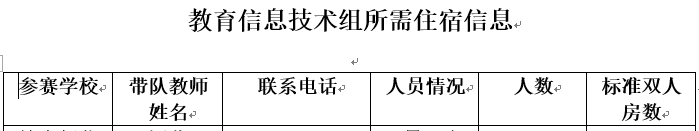 教育信息技术组所需住宿信息
参赛学校
带队教师
姓名
联系电话
人员情况
人数
标准双人
房数